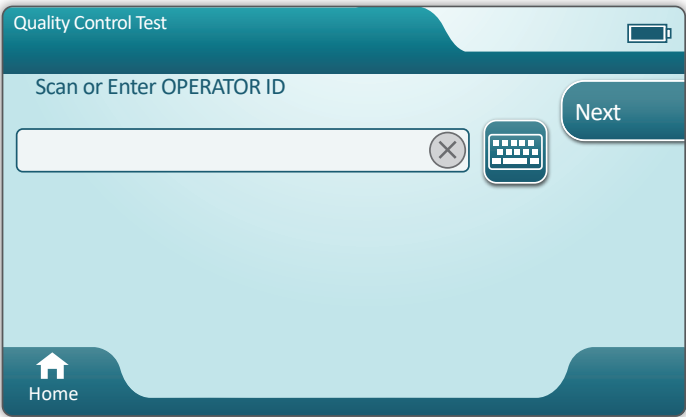 Quality Control Test
Scan or Enter OPERATOR ID
Next
Home